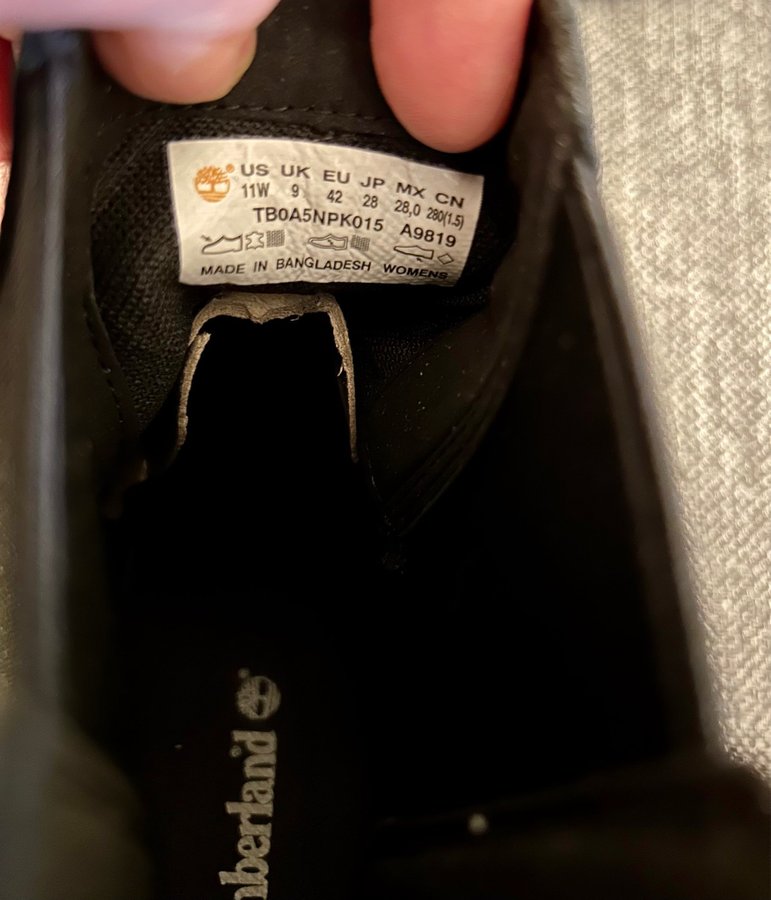 US UK EU JP MX CN
11W 9 42 28 28,0 280(1.5)
TB0A5NPK015 A9819
MADE IN BANGLADESH WOMENS
mberland